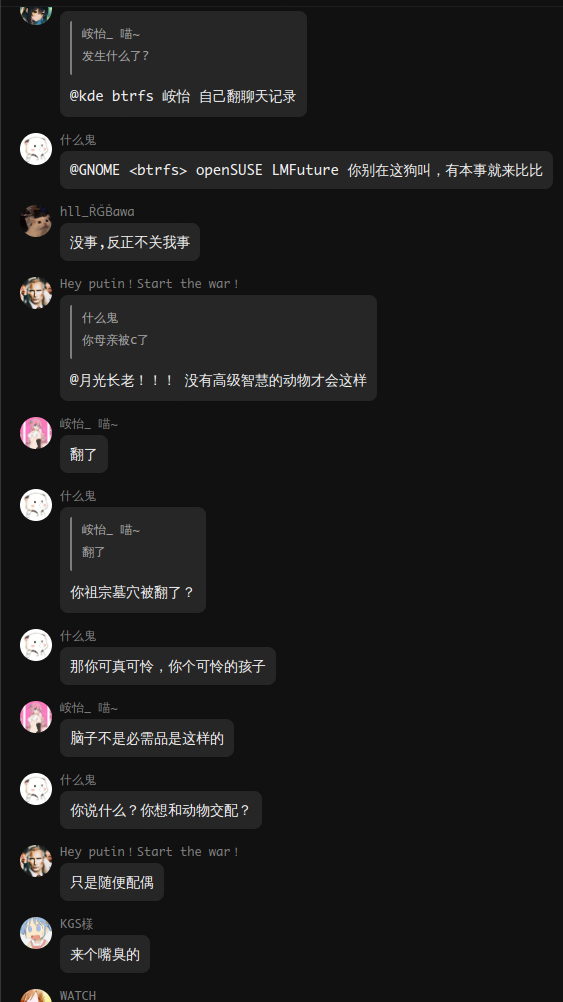 峖怡_ 喵~
发生什么了?
@kde btrfs 峖怡 自己翻聊天记录
什么鬼
@GNOME <btrfs> openSUSE LMFuture 你别在这狗叫，有本事就来比比
hll_ŔG̈B̂awa
没事,反正不关我事
Hey putin！Start the war！
什么鬼
你母亲被c了
@月光长老！！！ 没有高级智慧的动物才会这样
峖怡_ 喵~
翻了
什么鬼
峖怡_ 喵~
翻了
你祖宗墓穴被翻了？
什么鬼
那你可真可怜，你个可怜的孩子
峖怡_ 喵~
脑子不是必需品是这样的
什么鬼
你说什么？你想和动物交配？
Hey putin！Start the war！
只是随便配偶
KGS様
来个嘴臭的
WATCH